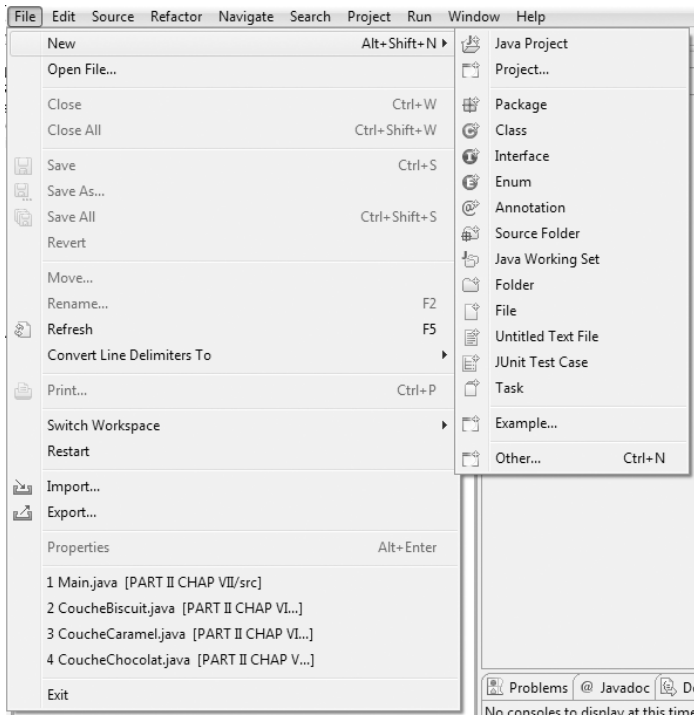 File Edit Source Refactor Navigate Search Project Run Window Help
New Alt+Shift+N
Open File...
Close Ctrl+W
Close All Ctrl+Shift+W
Save Ctrl+S
Save As...
Save All Ctrl+Shift+S
Revert
Move...
Rename... F2
Refresh F5
Convert Line Delimiters To
Print... Ctrl+P
Switch Workspace
Restart
Import...
Export...
Properties Alt+Enter
1 Main.java [PART II CHAP VII/src]
2 CoucheBiscuit.java [PART II CHAP VI...]
3 CoucheCaramel.java [PART II CHAP VI...]
4 CoucheChocolat.java [PART II CHAP V...]
Exit
Java Project
Project...
Package
Class
Interface
Enum
Annotation
Source Folder
Java Working Set
Folder
File
Untitled Text File
JUnit Test Case
Task
Example...
Other... Ctrl+N
Problems @ Javadoc
No consoles to display at this time